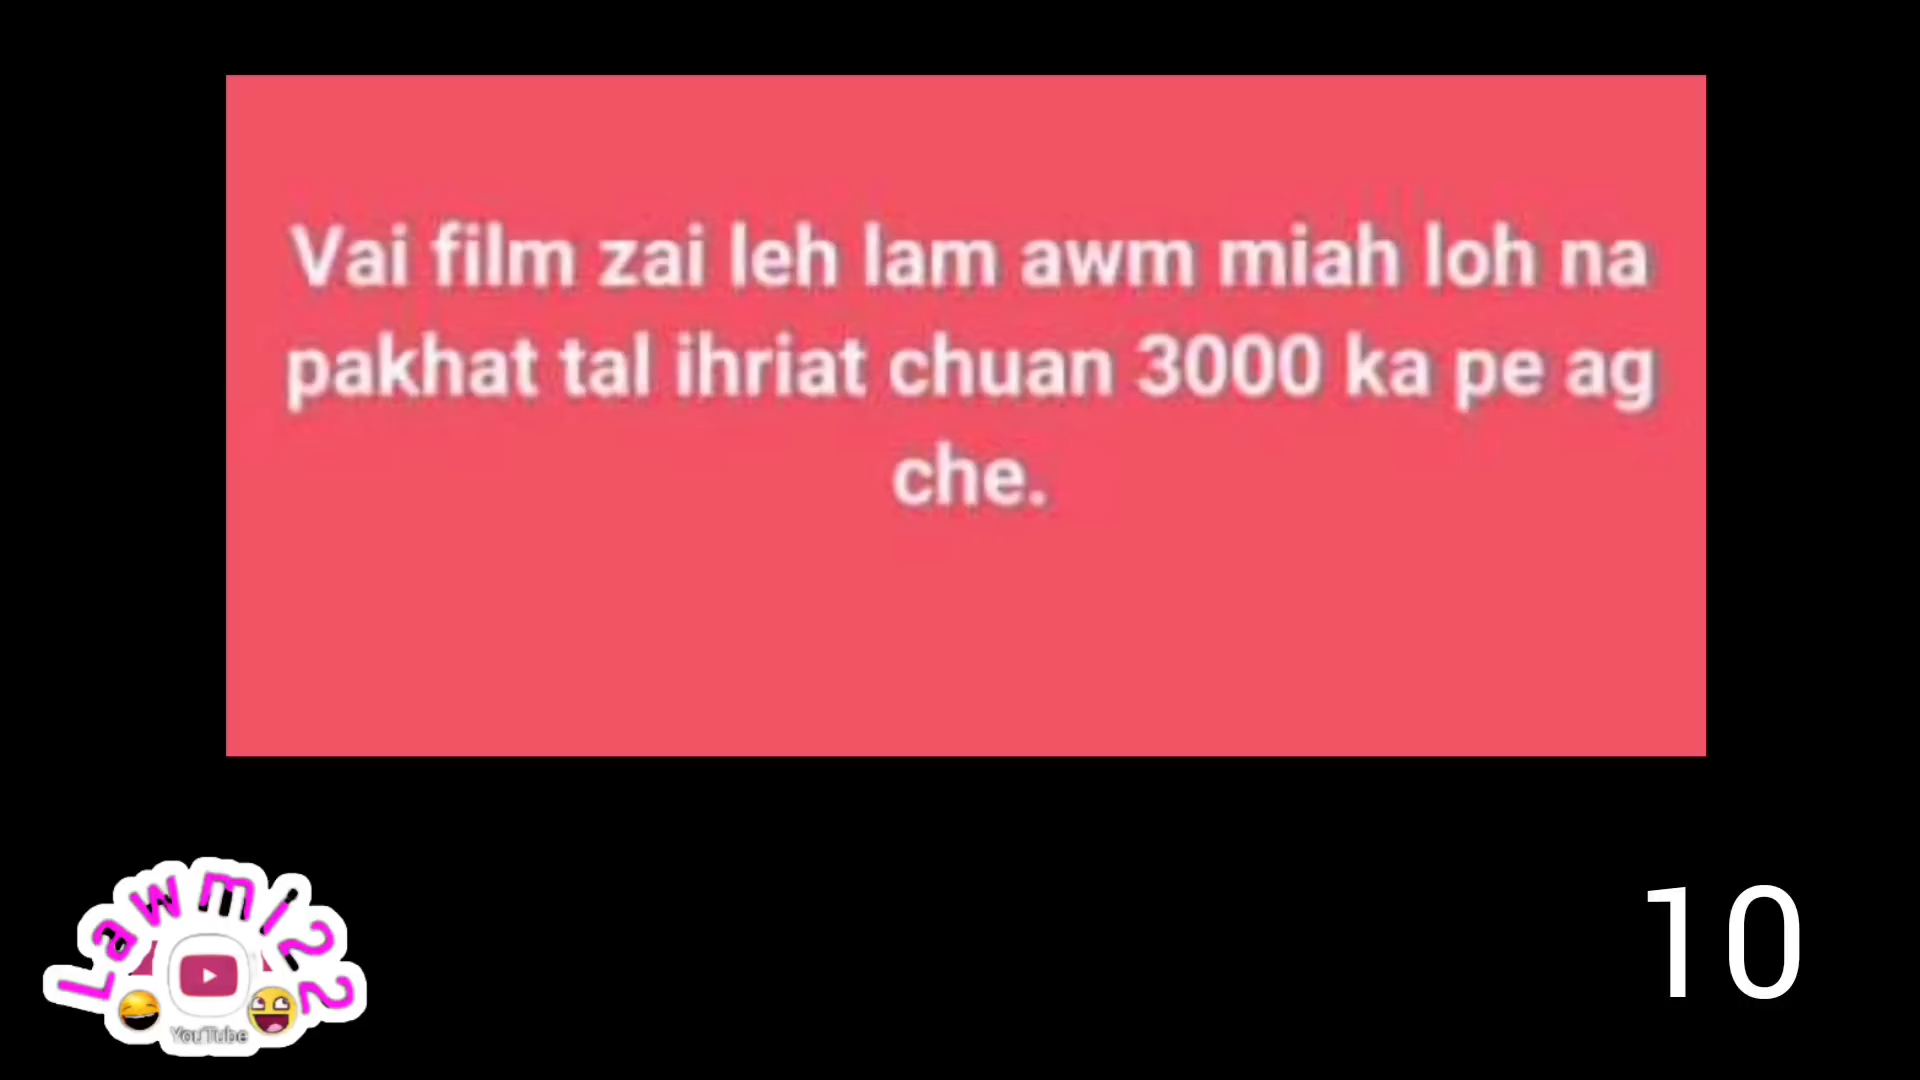 Vai film zai leh lam awm miah loh na
pakhat tal ihriat chuan 3000 ka pe ag
che.
Lawmi22
YouTube
10